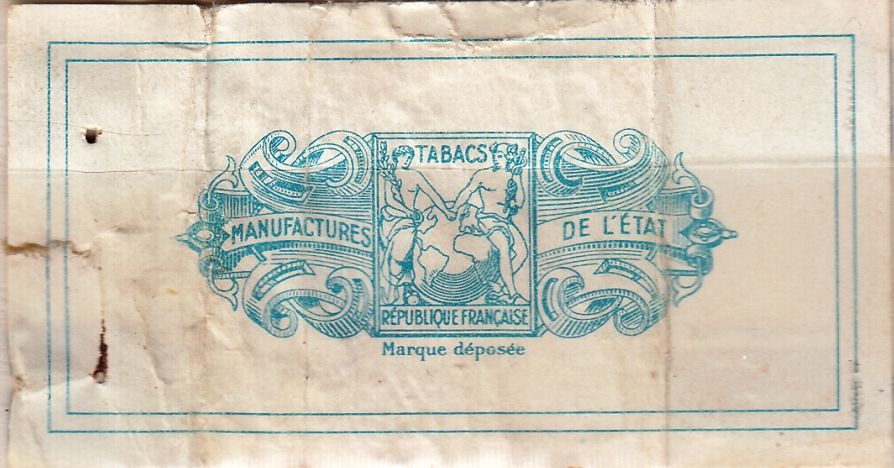 TABACS
MANUFACTURES DE L'ÉTAT
RÉPUBLIQUE FRANÇAISE
Marque déposée